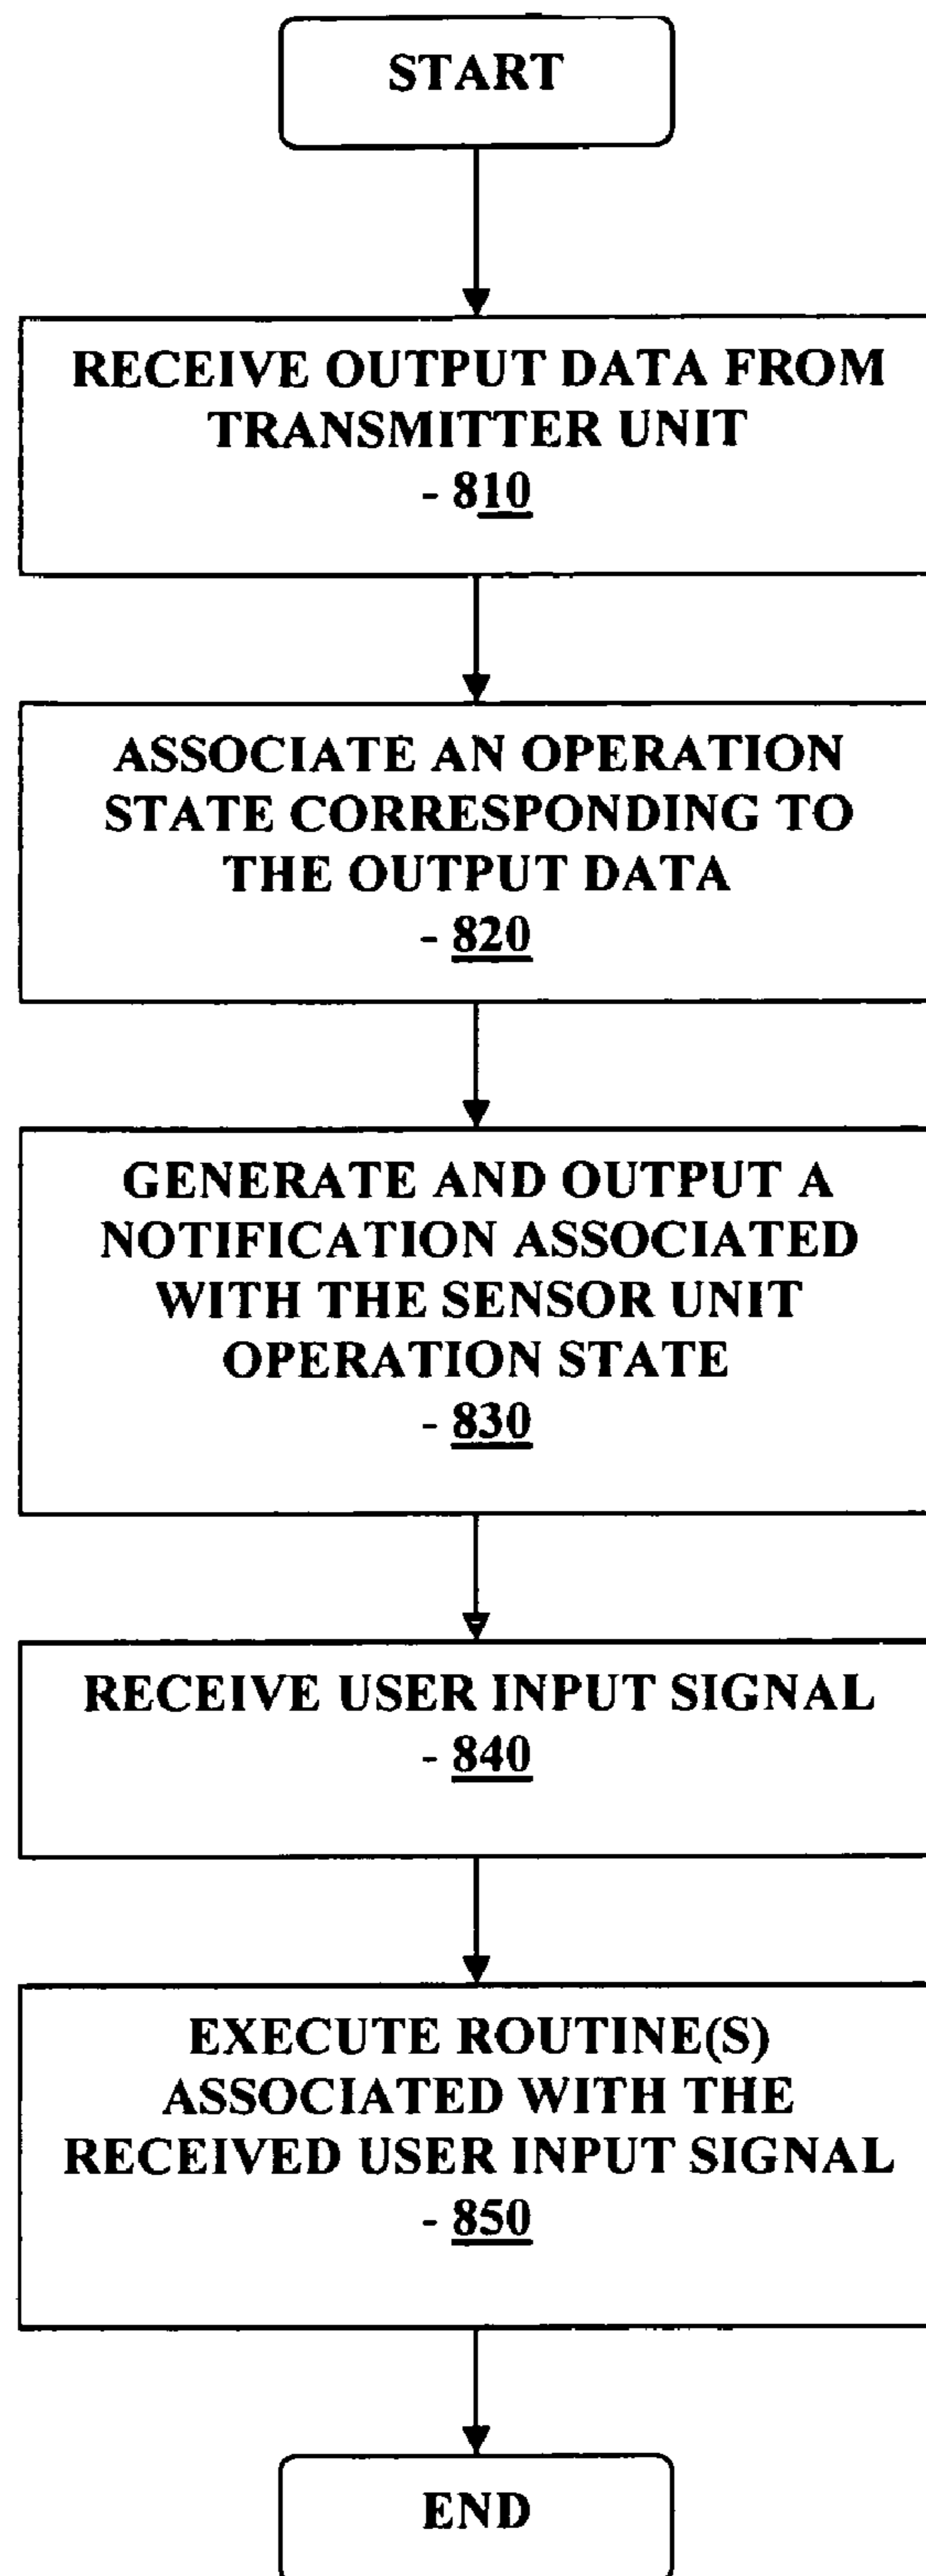 START
RECEIVE OUTPUT DATA FROM
TRANSMITTER UNIT
- 810
ASSOCIATE AN OPERATION
STATE CORRESPONDING TO
THE OUTPUT DATA
- 820
GENERATE AND OUTPUT A
NOTIFICATION ASSOCIATED
WITH THE SENSOR UNIT
OPERATION STATE
- 830
RECEIVE USER INPUT SIGNAL
- 840
EXECUTE ROUTINE(S)
ASSOCIATED WITH THE
RECEIVED USER INPUT SIGNAL
- 850
END